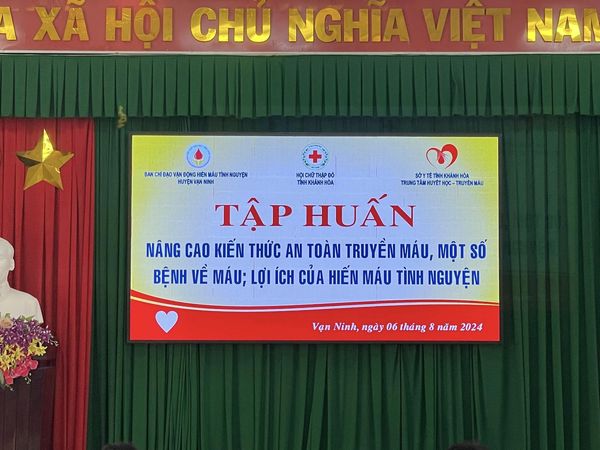 A XÃ HỘI CHỦ NGHĨA VIỆT NAM
BAN CHỈ ĐẠO VẬN ĐỘNG HIẾN MÁU TÌNH NGUYỆN
HUYỆN VẠN NINH
HỘI CHỮ THẬP ĐỎ
TỈNH KHÁNH HÒA
SỞ Y TẾ TỈNH KHÁNH HÒA
TRUNG TÂM HUYẾT HỌC – TRUYỀN MÁU
TẬP HUẤN
NÂNG CAO KIẾN THỨC AN TOÀN TRUYỀN MÁU, MỘT SỐ
BỆNH VỀ MÁU; LỢI ÍCH CỦA HIẾN MÁU TÌNH NGUYỆN
Vạn Ninh, ngày 06 tháng 8 năm 2024